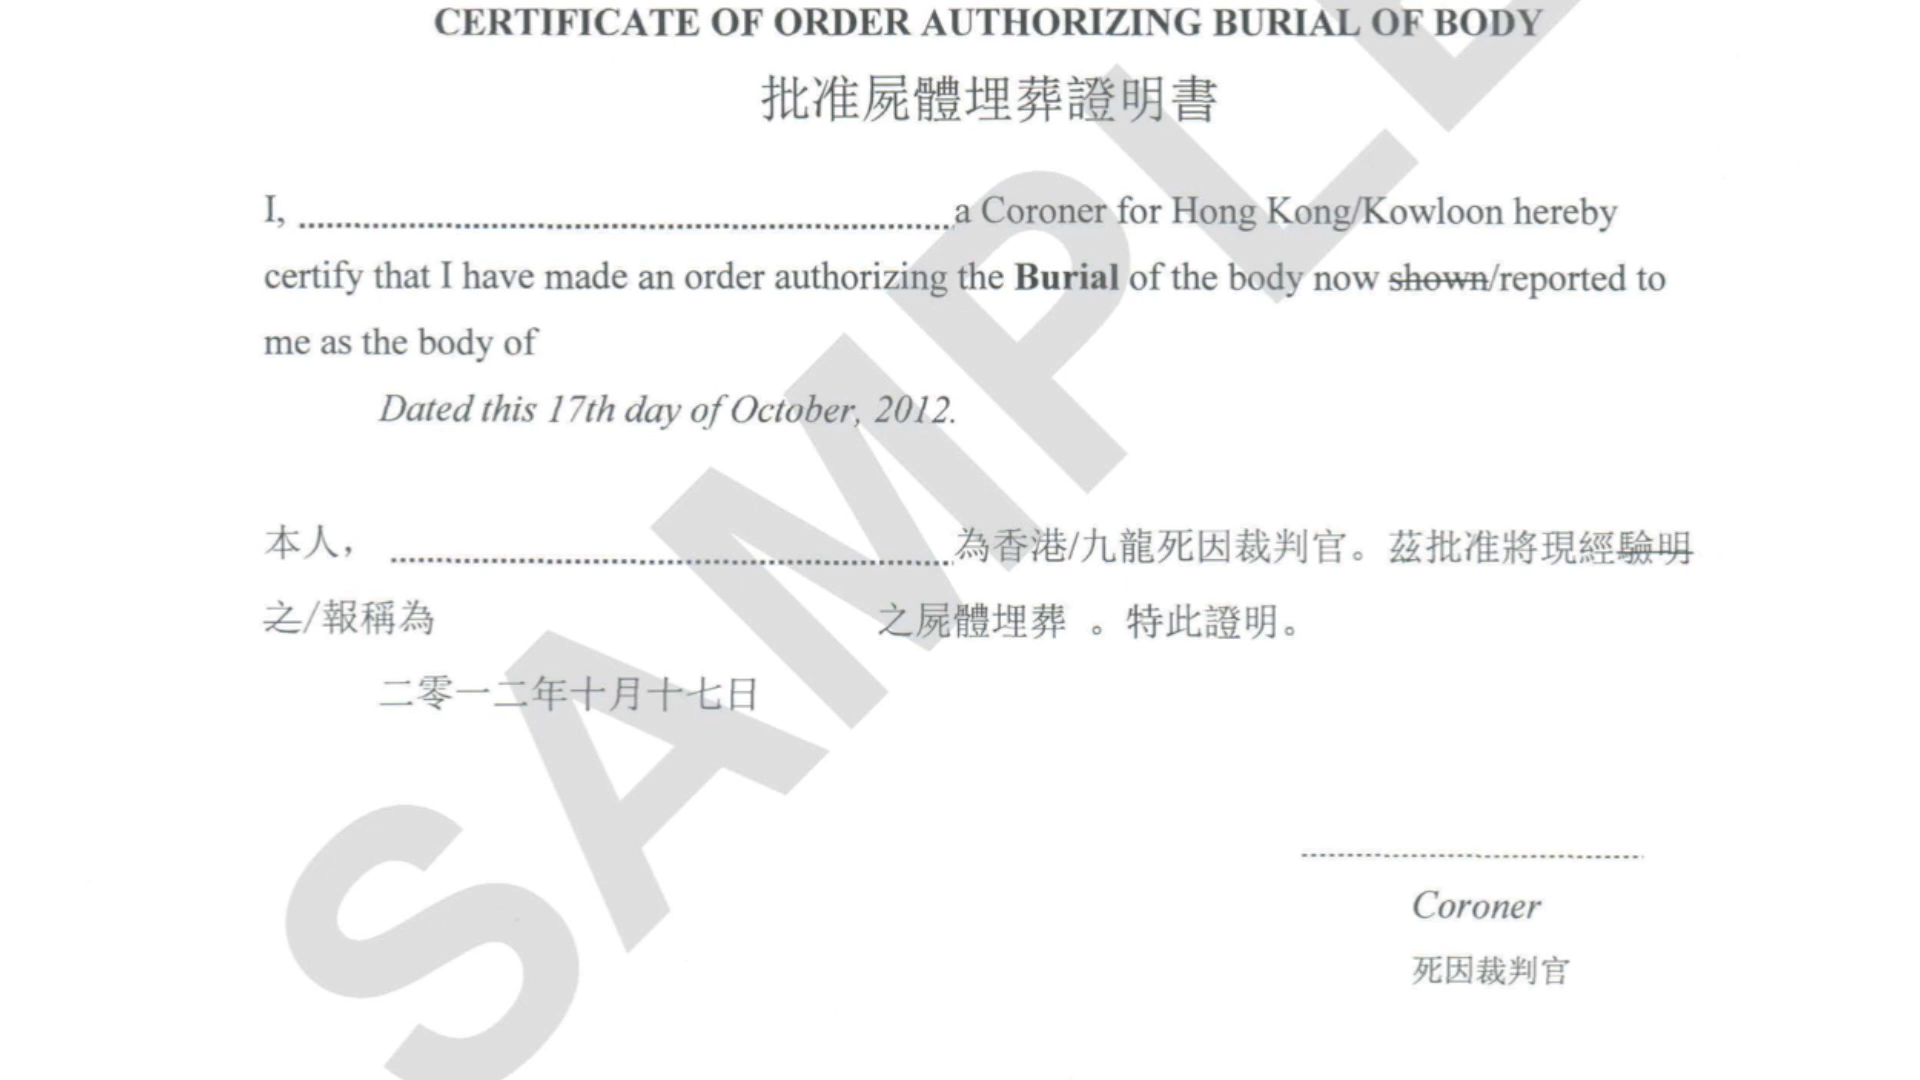 CERTIFICATE OF ORDER AUTHORIZING BURIAL OF BODY
批准屍體埋葬證明書
I, ........................................ a Coroner for Hong Kong/Kowloon hereby
certify that I have made an order authorizing the Burial of the body now shown/reported to
me as the body of
Dated this 17th day of October, 2012.
本人， ........................................ 為香港/九龍死因裁判官。茲批准將現經驗明
之/報稱為 之屍體埋葬 。特此證明。
二零一二年十月十七日
Coroner
死因裁判官
SAMPLE